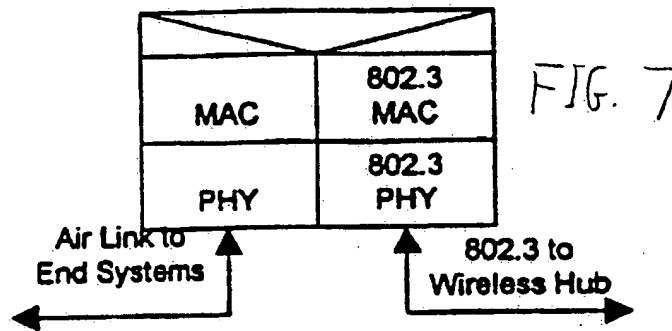 802.3
MAC
MAC
FIG. 7
802.3
PHY
PHY
Air Link to
End Systems
802.3 to
Wireless Hub